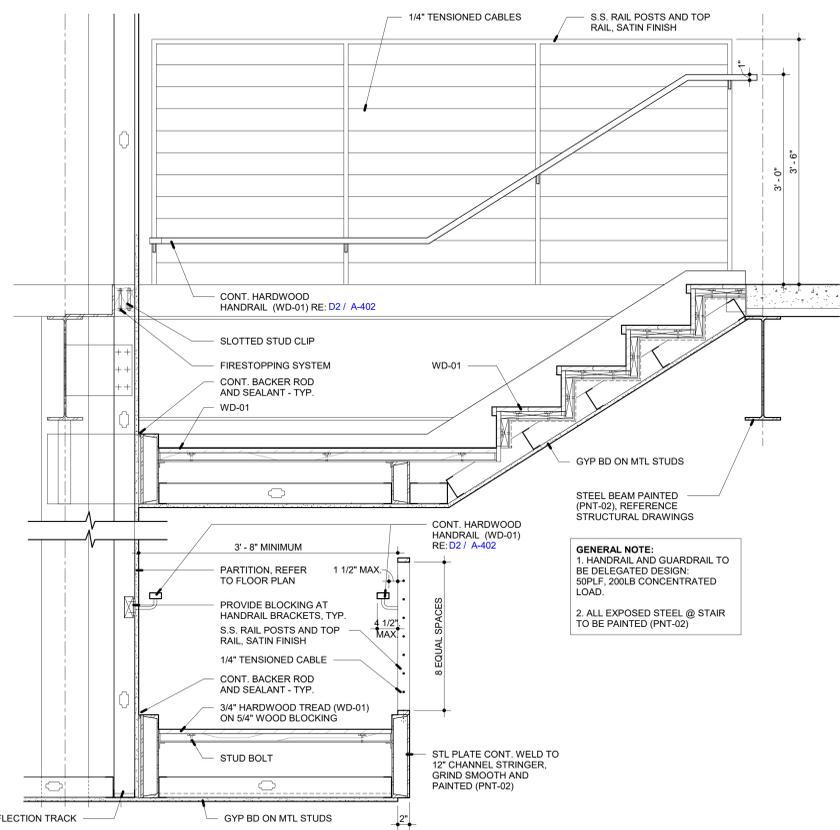 1/4" TENSIONED CABLES
S.S. RAIL POSTS AND TOP
RAIL, SATIN FINISH
1"
3' - 0"
3' - 6"
CONT. HARDWOOD
HANDRAIL (WD-01) RE: D2 / A-402
SLOTTED STUD CLIP
FIRESTOPPING SYSTEM
CONT. BACKER ROD
AND SEALANT - TYP.
WD-01
WD-01
GYP BD ON MTL STUDS
STEEL BEAM PAINTED
(PNT-02), REFERENCE
STRUCTURAL DRAWINGS
CONT. HARDWOOD
HANDRAIL (WD-01)
RE: D2 / A-402
GENERAL NOTE:
1. HANDRAIL AND GUARDRAIL TO
BE DELEGATED DESIGN:
50PLF, 200LB CONCENTRATED
LOAD.
2. ALL EXPOSED STEEL @ STAIR
TO BE PAINTED (PNT-02)
3' - 8" MINIMUM
PARTITION, REFER
TO FLOOR PLAN
1 1/2" MAX.
PROVIDE BLOCKING AT
HANDRAIL BRACKETS, TYP.
4 1/2"
MAX.
S.S. RAIL POSTS AND TOP
RAIL, SATIN FINISH
8 EQUAL SPACES
1/4" TENSIONED CABLE
CONT. BACKER ROD
AND SEALANT - TYP.
3/4" HARDWOOD TREAD (WD-01)
ON 5/4" WOOD BLOCKING
STUD BOLT
STL PLATE CONT. WELD TO
12" CHANNEL STRINGER,
GRIND SMOOTH AND
PAINTED (PNT-02)
FLECTION TRACK
GYP BD ON MTL STUDS
2"